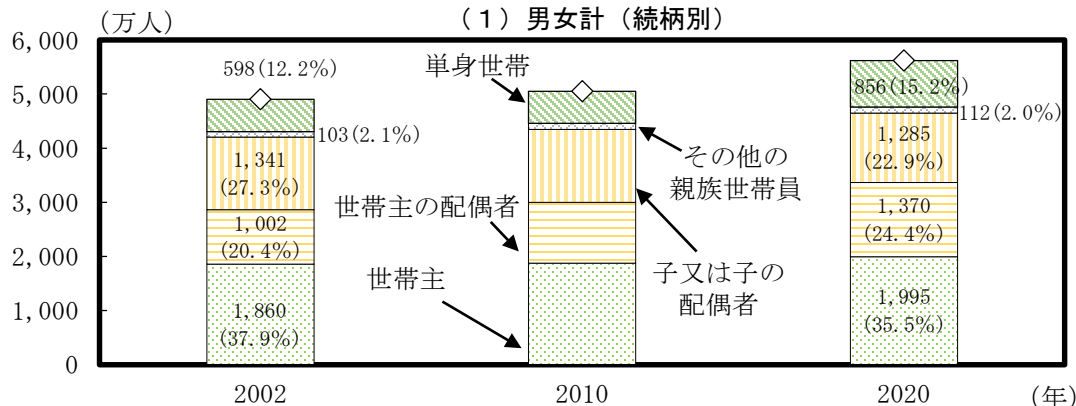 （１）男女計（続柄別）
(万人)
6,000
5,000
4,000
3,000
2,000
1,000
0
598(12.2%)
103(2.1%)
1,341
(27.3%)
1,002
(20.4%)
1,860
(37.9%)
単身世帯
その他の
親族世帯員
世帯主の配偶者
子又は子の
配偶者
世帯主
856(15.2%)
112(2.0%)
1,285
(22.9%)
1,370
(24.4%)
1,995
(35.5%)
2002
2010
2020
(年)